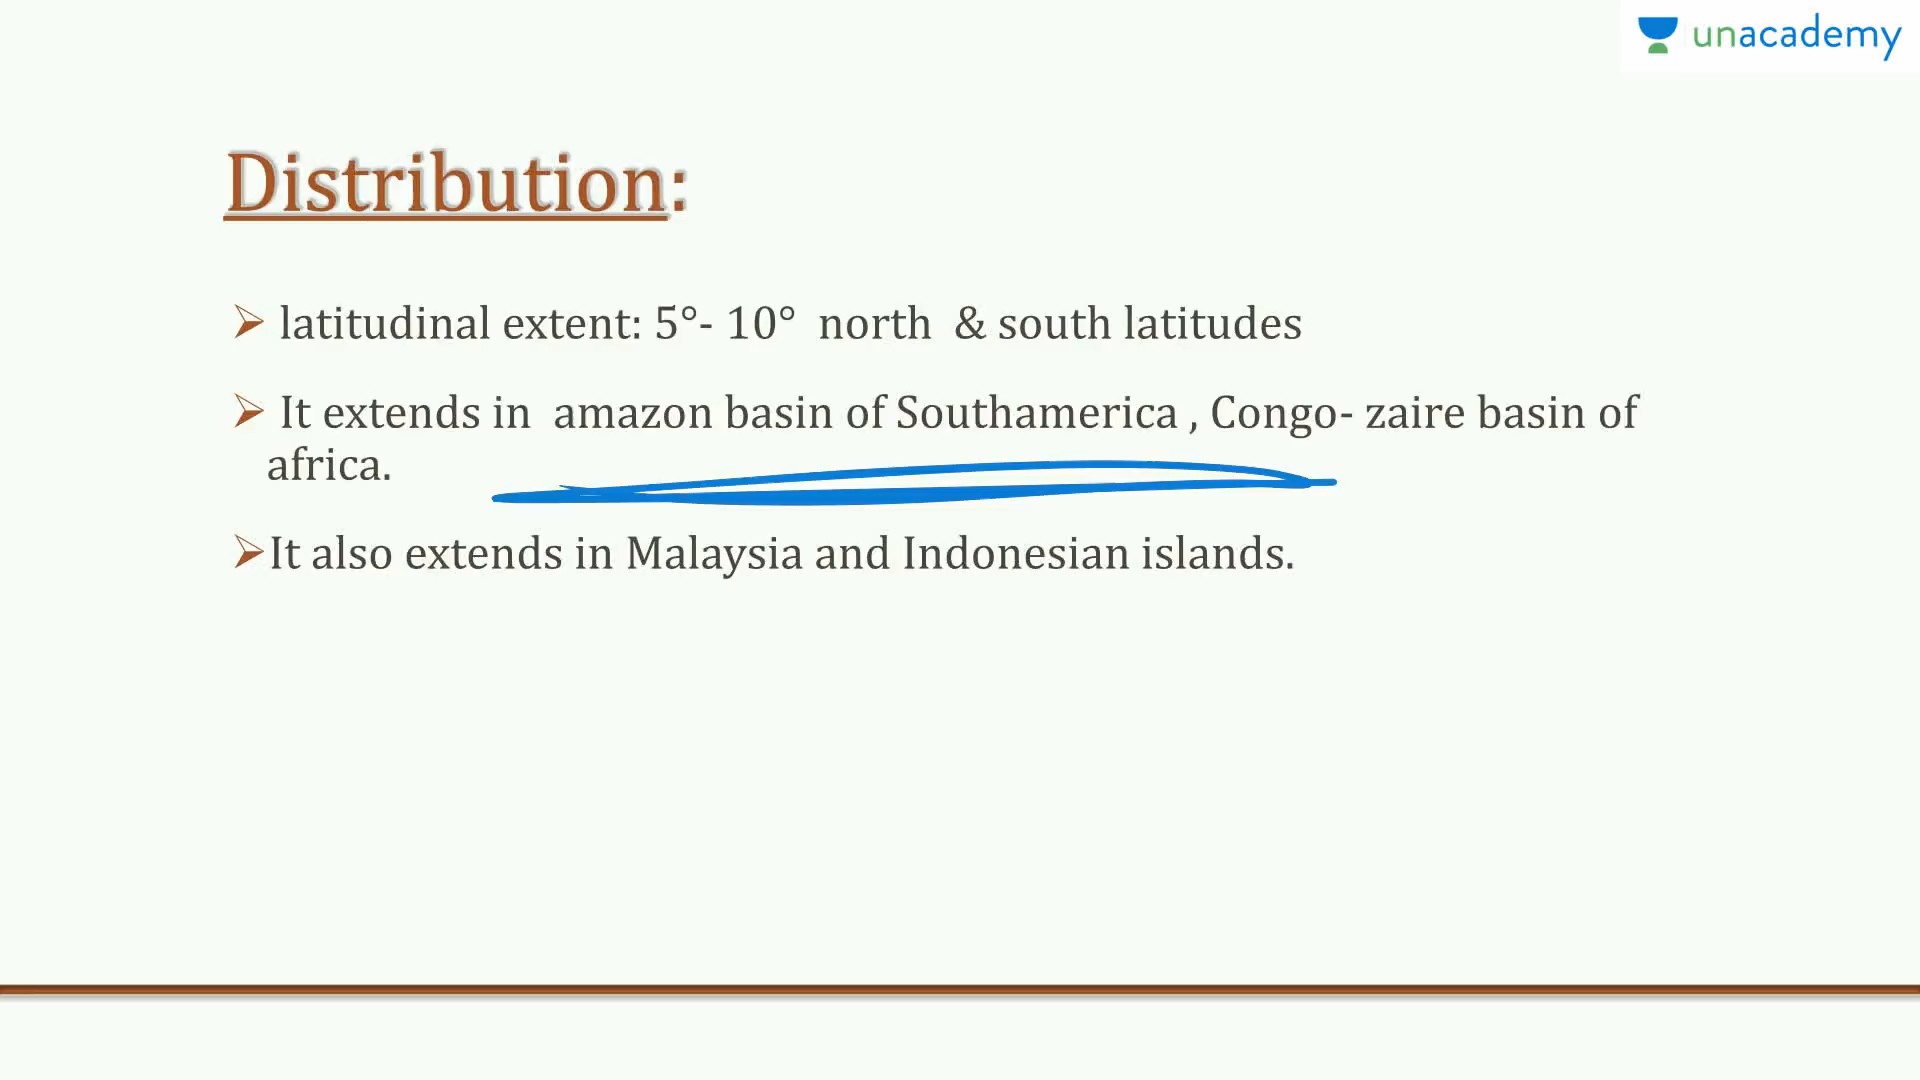 unacademy
Distribution:
➢ latitudinal extent: 5°- 10° north & south latitudes
➢ It extends in amazon basin of Southamerica , Congo- zaire basin of
africa.
➢It also extends in Malaysia and Indonesian islands.